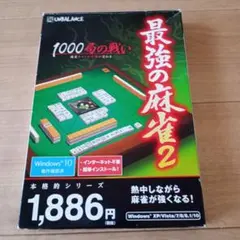 UNBALANCE
1000種の戦い
最強の麻雀2
Windows 10
動作確認済
・インターネット不要
・簡単インストール!
本格的シリーズ
1,886円
熱中しながら
麻雀が強くなる!
Windows® XP/Vista/7/8/8.1/10